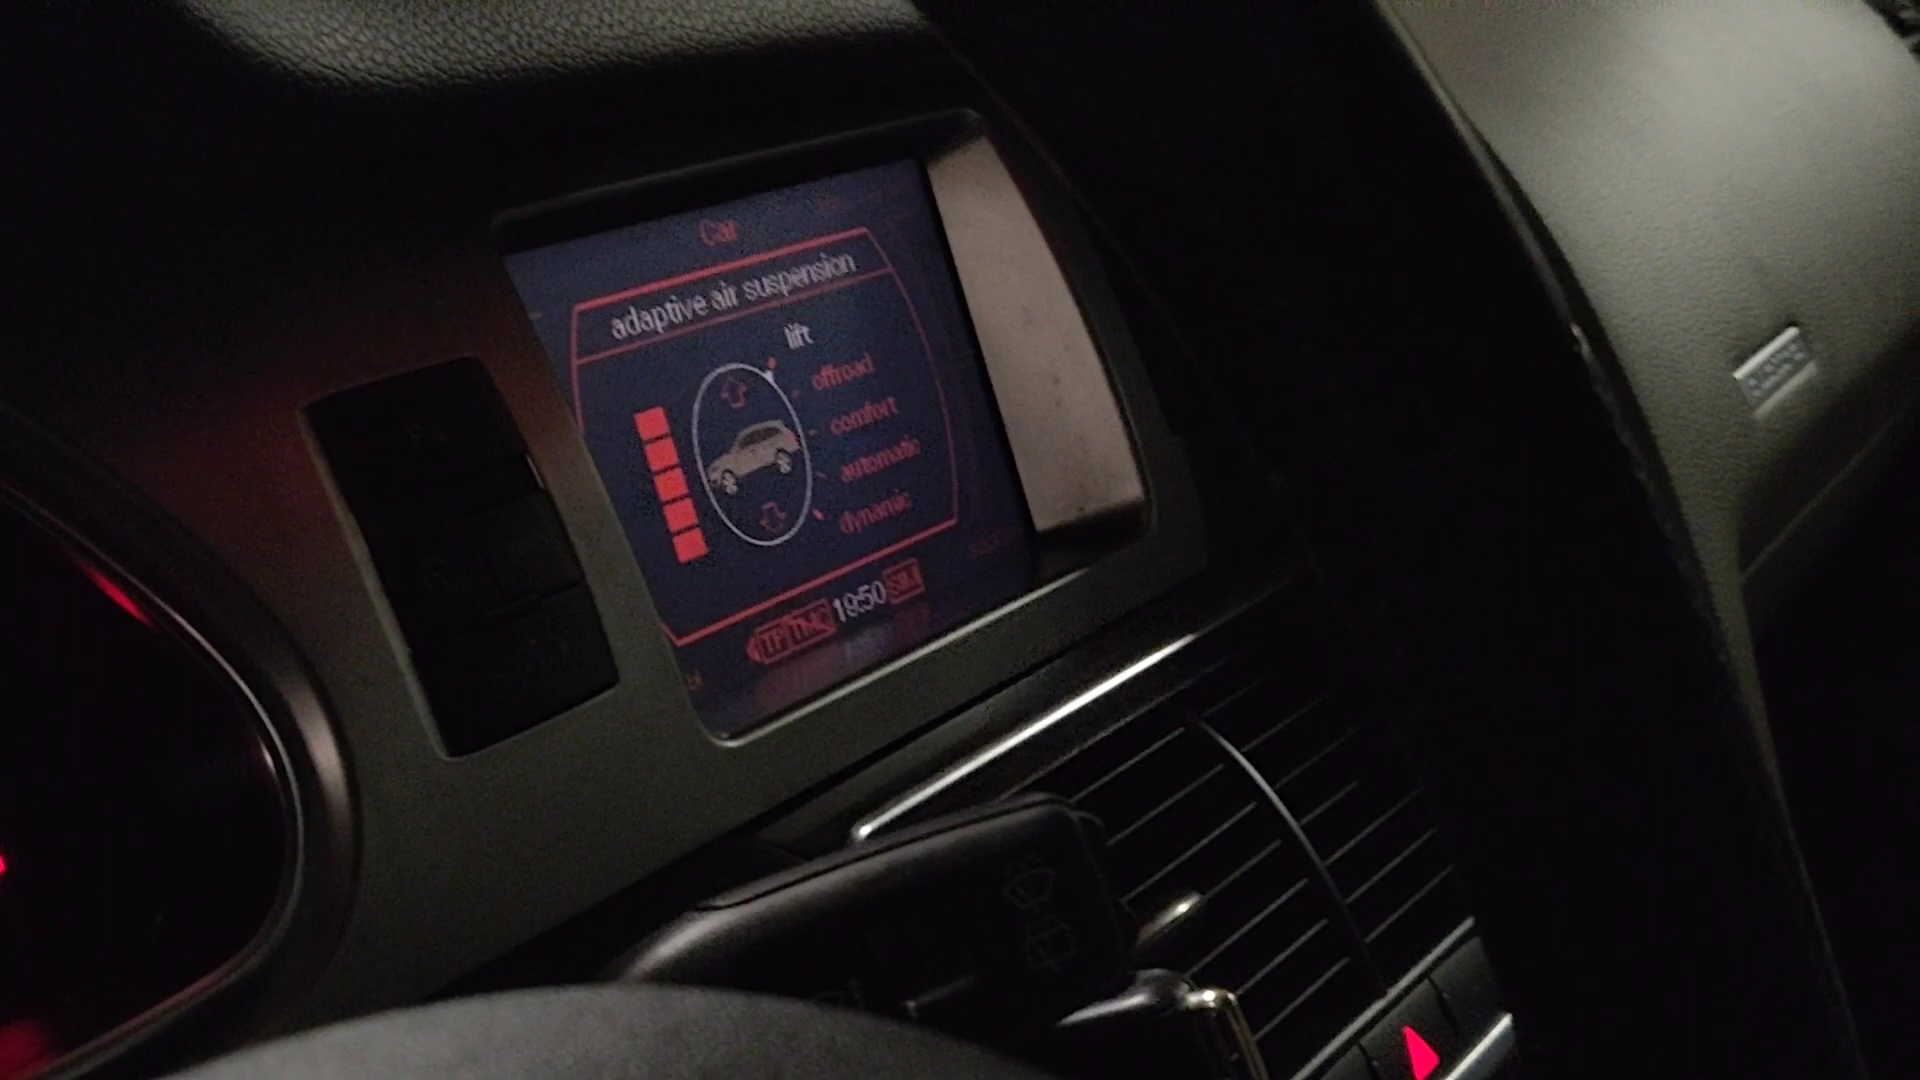 Car
adaptive air suspension
lift
offroad
comfort
automatic
dynamic
TP TMC 19:50 SIM